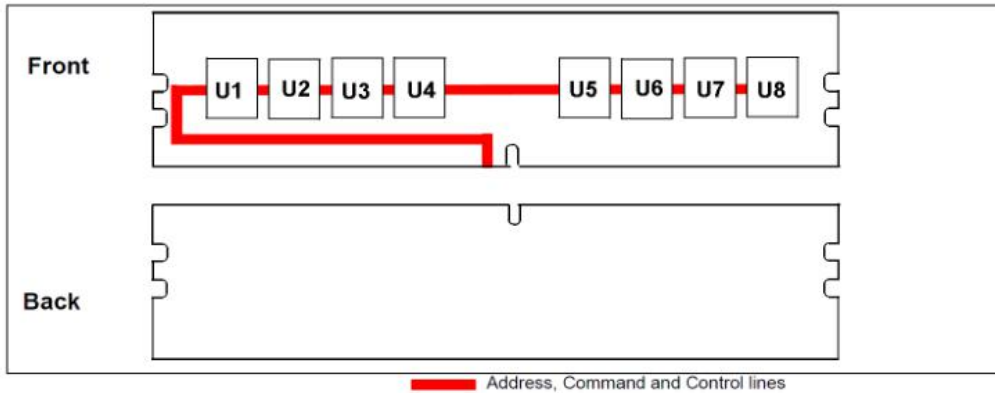 Front
U1 U2 U3 U4 U5 U6 U7 U8
Back
Address, Command and Control lines